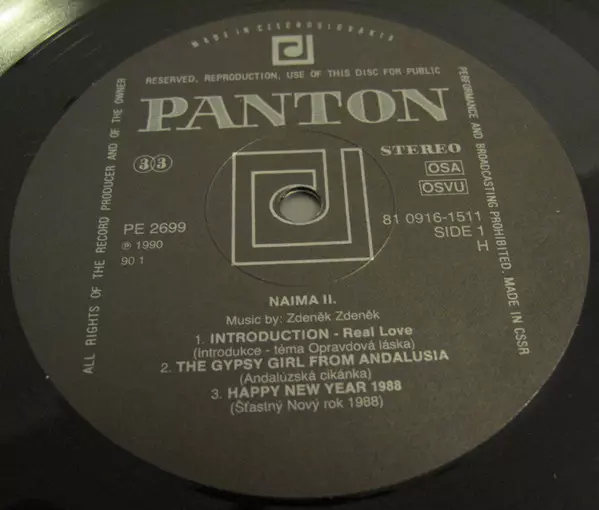 MADE IN CZECHOSLOVAKIA
RESERVED, REPRODUCTION, USE OF THIS DISC FOR PUBLIC
PERFORMANCE AND BROADCASTING PROHIBITED. MADE IN CSSR
ALL RIGHTS OF THE RECORD PRODUCER AND OF THE OWNER
PANTON
33
STEREO
OSA
OSVU
PE 2699
℗ 1990
90 1
81 0916-1511
SIDE 1
H
NAIMA II.
Music by: Zdeněk Zdeněk
1. INTRODUCTION - Real Love
(Introdukce - téma Opravdová láska)
2. THE GYPSY GIRL FROM ANDALUSIA
(Andalúzská cikánka)
3. HAPPY NEW YEAR 1988
(Šťastný Nový rok 1988)